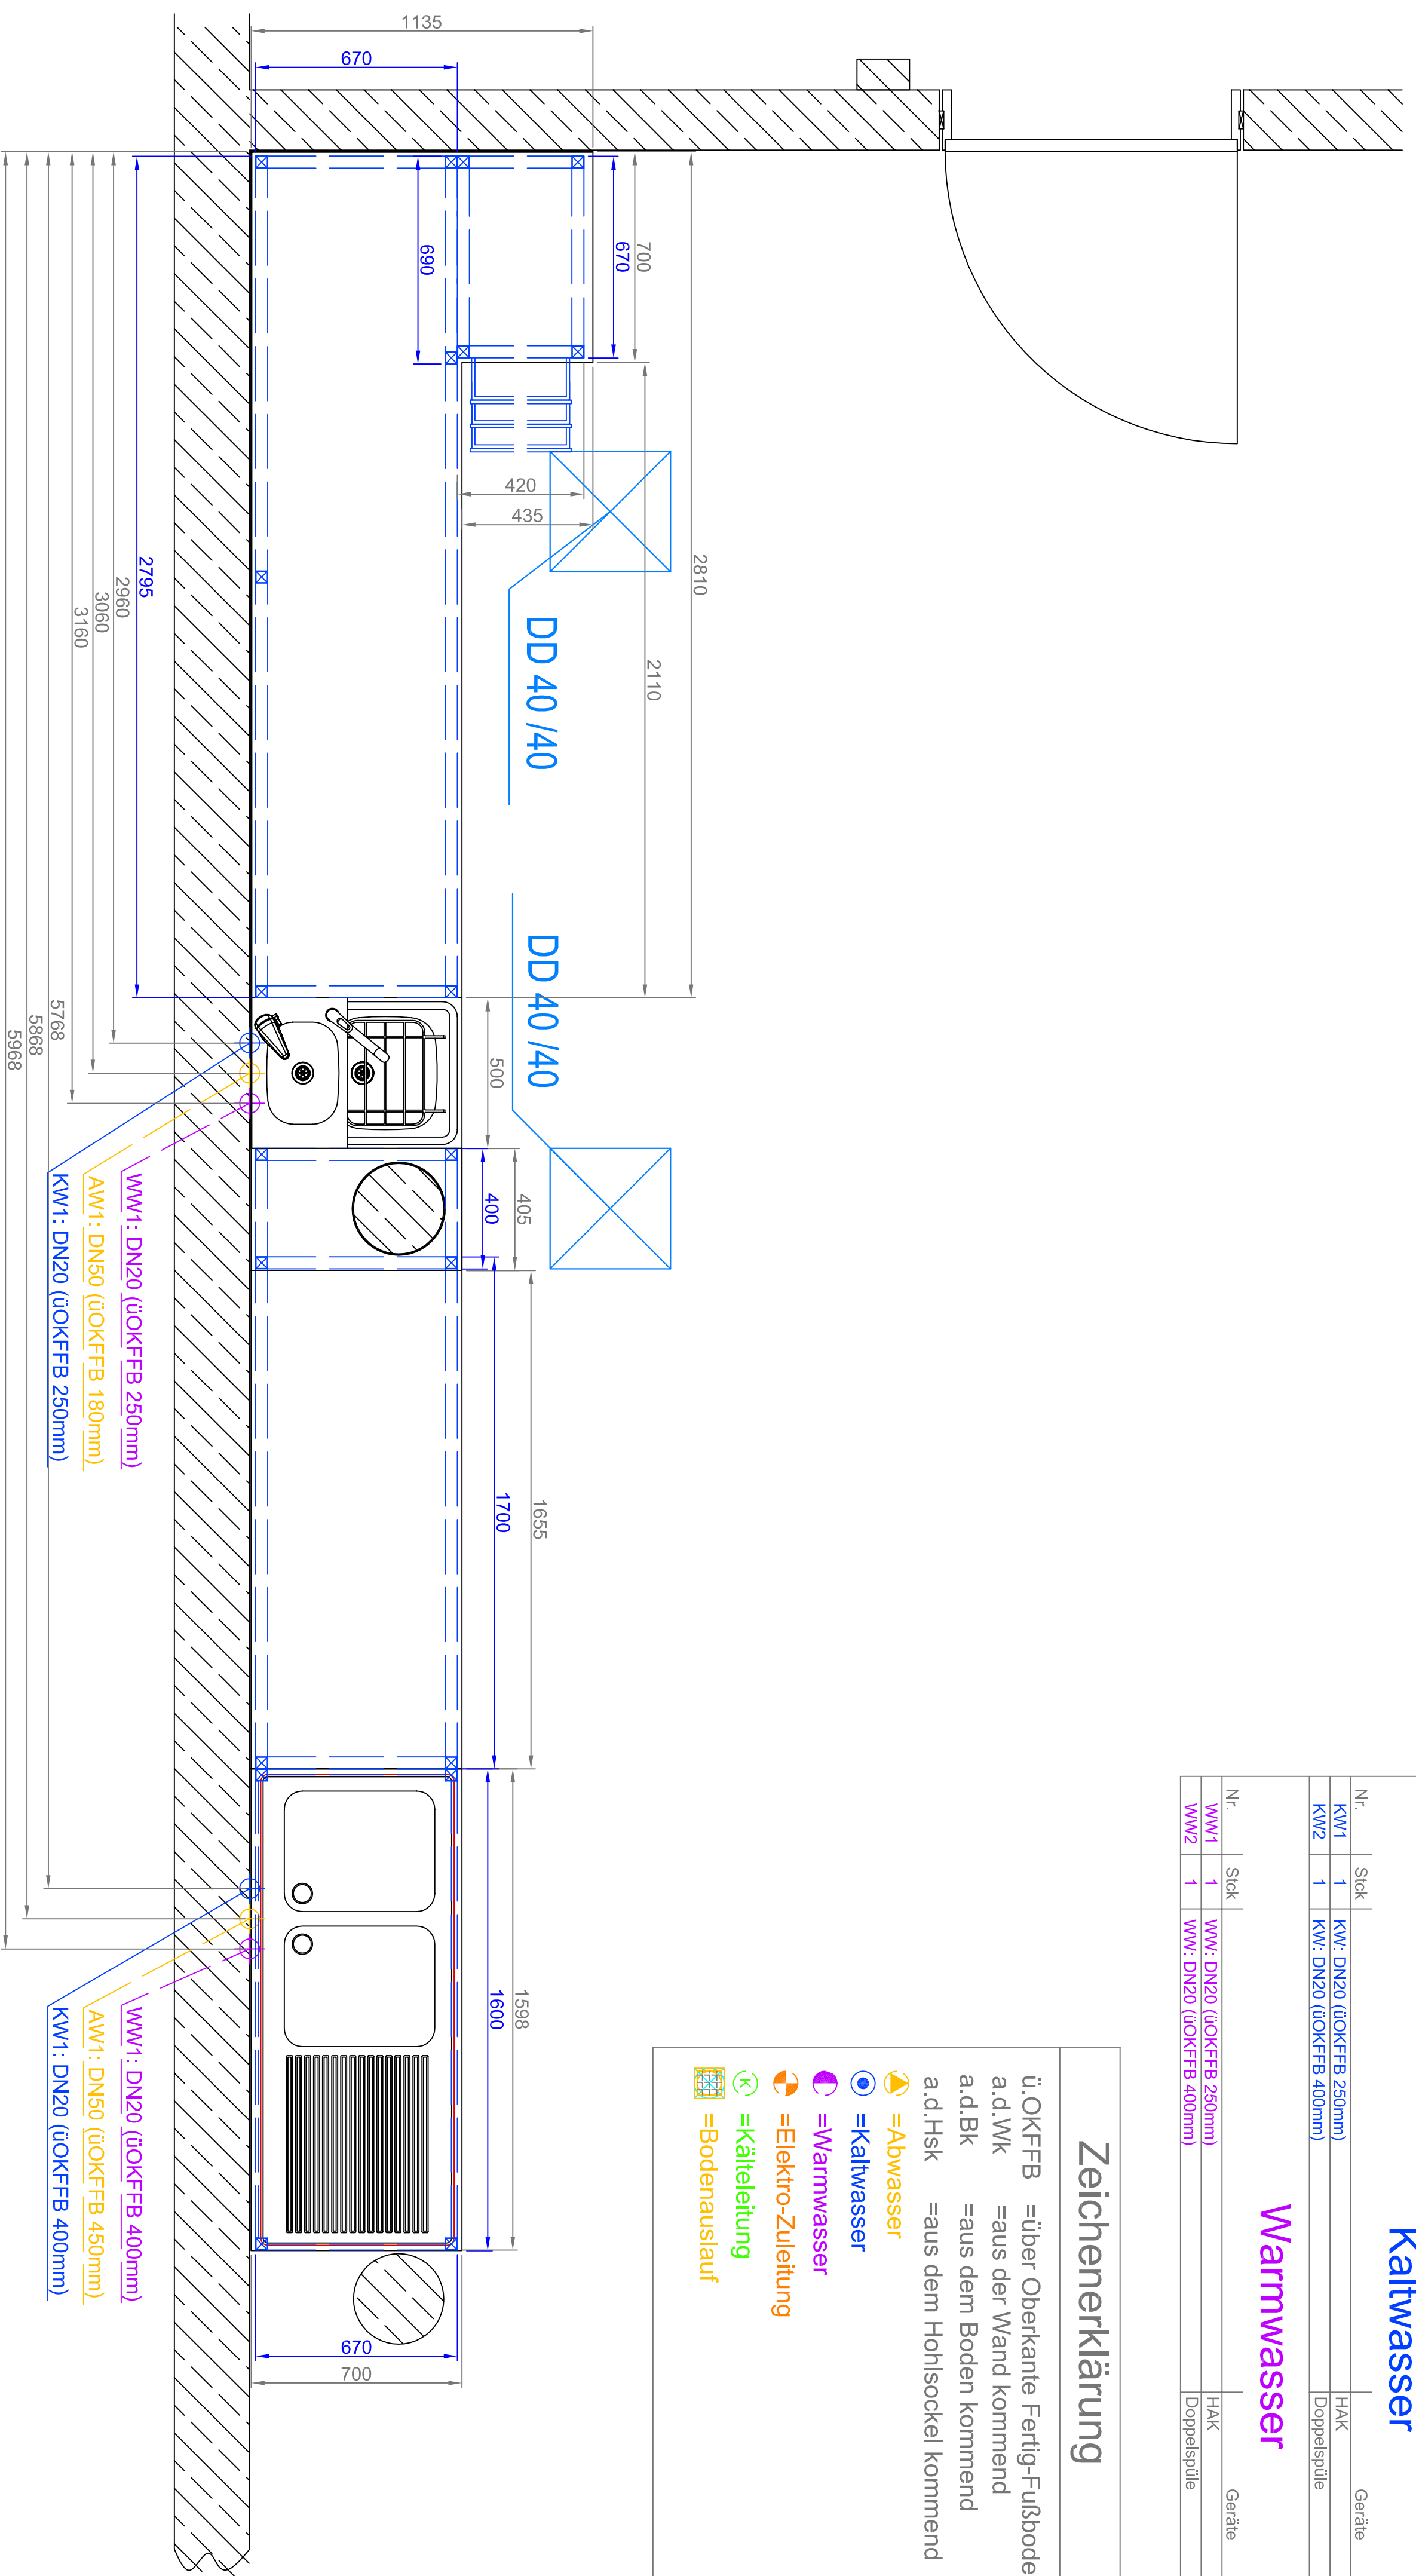 Kaltwasser
Nr. Stck Geräte
KW1 1 KW: DN20 (üOKFFB 250mm) HAK
KW2 1 KW: DN20 (üOKFFB 400mm) Doppelspüle
Warmwasser
Nr. Stck Geräte
WW1 1 WW: DN20 (üOKFFB 250mm) HAK
WW2 1 WW: DN20 (üOKFFB 400mm) Doppelspüle
Zeichenerklärung
ü.OKFFB =über Oberkante Fertig-Fußbode
a.d.Wk =aus der Wand kommend
a.d.Bk =aus dem Boden kommend
a.d.Hsk =aus dem Hohlsockel kommend
=Abwasser
=Kaltwasser
=Warmwasser
=Elektro-Zuleitung
K =Kälteleitung
=Bodenauslauf
2810
2110
700
670
690
1135
670
420
435
DD 40 /40
DD 40 /40
500
405
400
1655
1700
1598
1600
670
700
2795
2960
3060
3160
5768
5868
5968
WW1: DN20 (üOKFFB 250mm)
AW1: DN50 (üOKFFB 180mm)
KW1: DN20 (üOKFFB 250mm)
WW1: DN20 (üOKFFB 400mm)
AW1: DN50 (üOKFFB 450mm)
KW1: DN20 (üOKFFB 400mm)